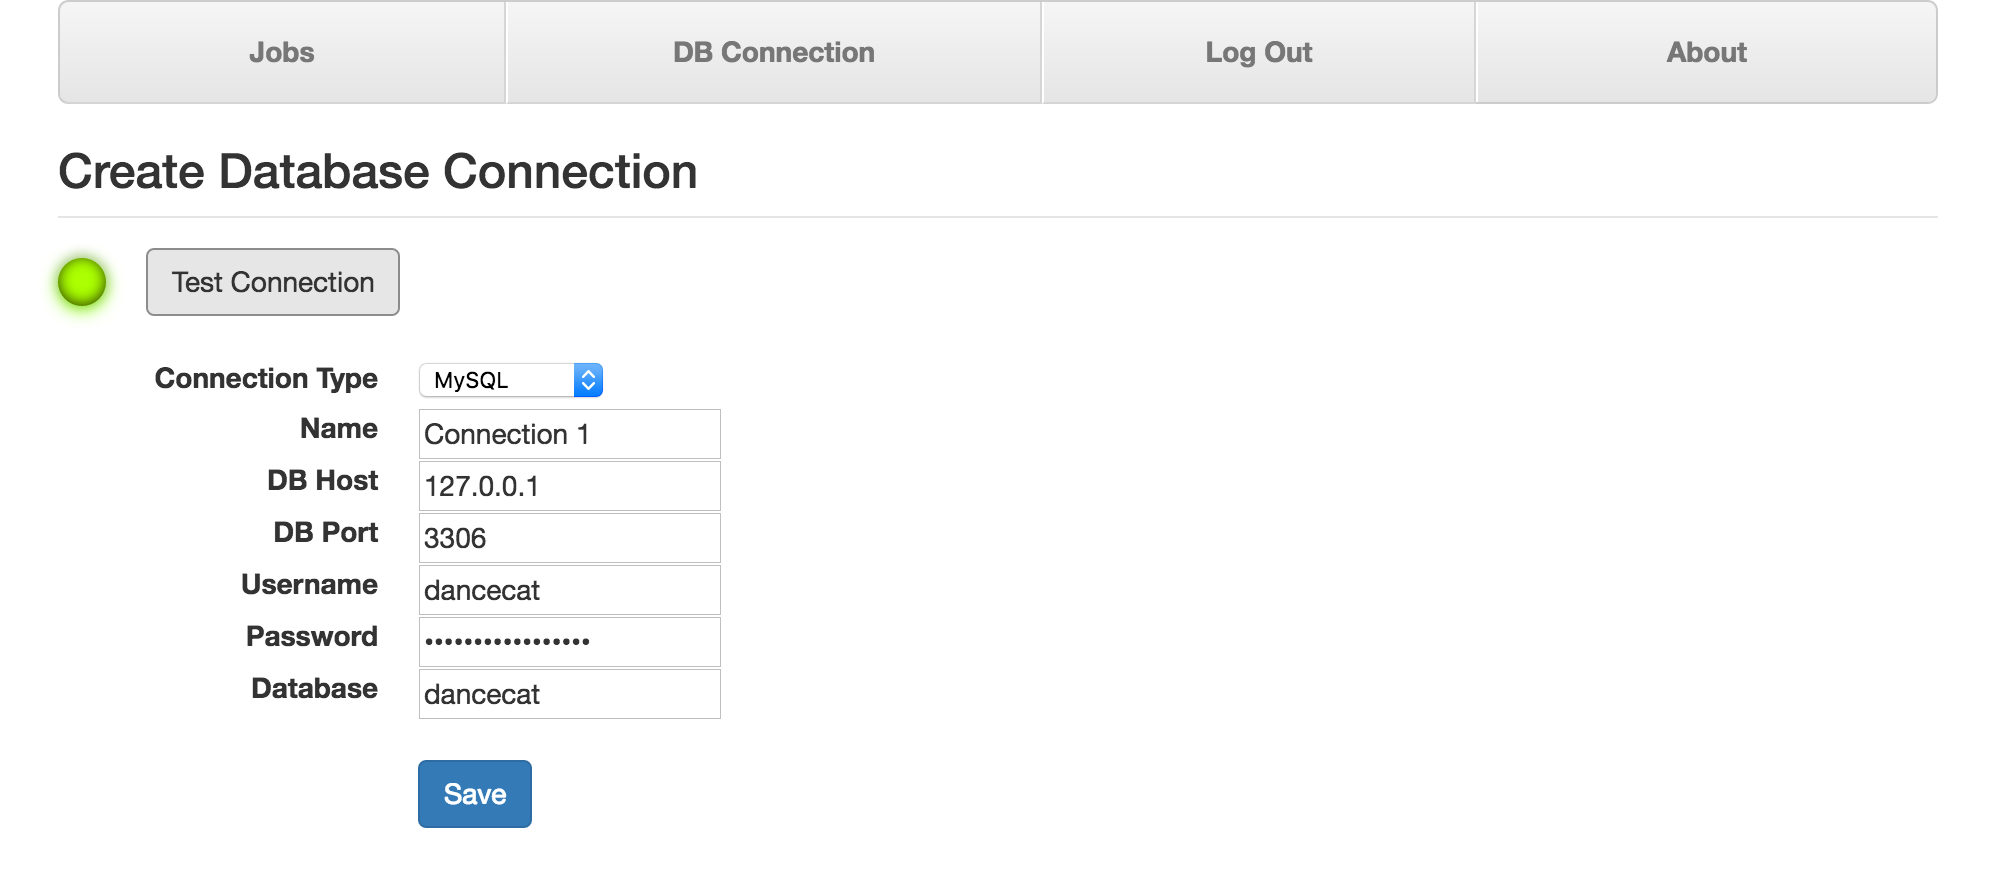 Jobs DB Connection Log Out About
Create Database Connection
Test Connection
Connection Type MySQL
Name Connection 1
DB Host 127.0.0.1
DB Port 3306
Username dancecat
Password •••••••••••••••••
Database dancecat
Save